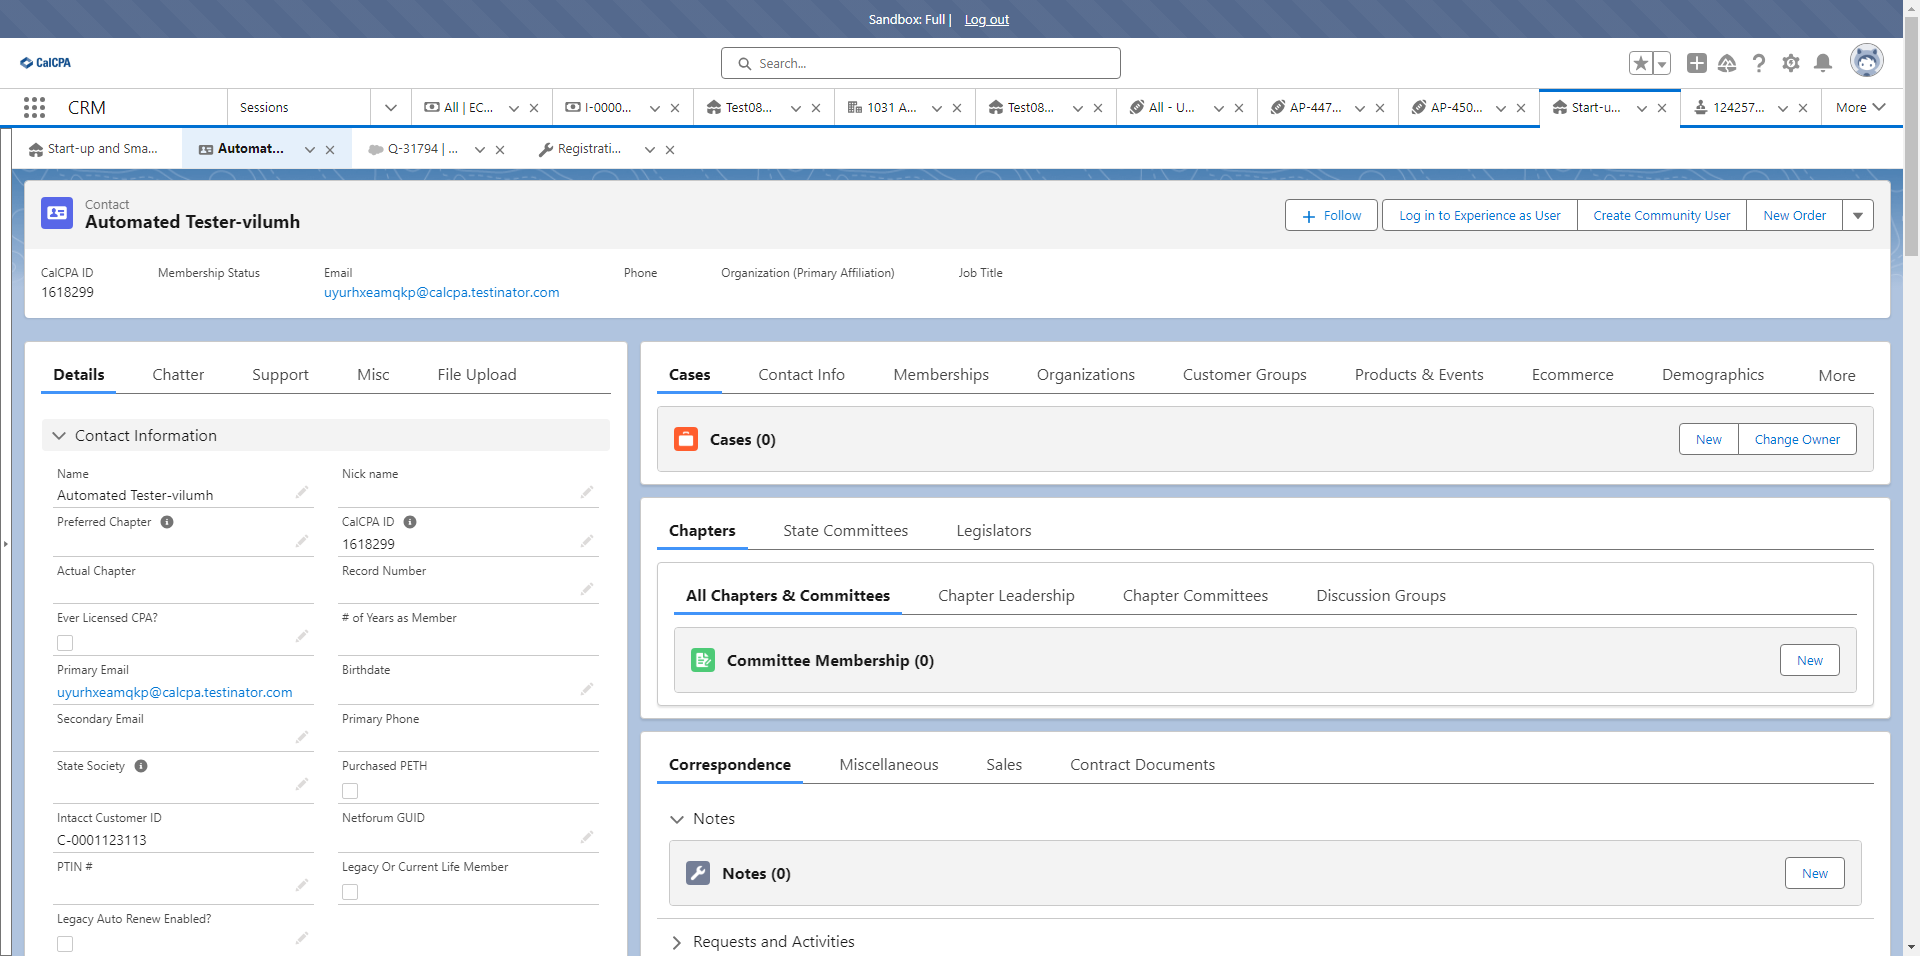 Sandbox: Full | Log out
CalCPA
Search...
CRM
Sessions
All | EC...
I-0000...
Test08...
1031 A...
Test08...
All - U...
AP-447...
AP-450...
Start-u...
124257...
More
Start-up and Sma...
Automat...
Q-31794 | ...
Registrati...
Contact
Automated Tester-vilumh
Follow
Log in to Experience as User
Create Community User
New Order
CalCPA ID
Membership Status
Email
Phone
Organization (Primary Affiliation)
Job Title
1618299
uyurhxeamqkp@calcpa.testinator.com
Details
Chatter
Support
Misc
File Upload
Contact Information
Name
Automated Tester-vilumh
Nick name
Preferred Chapter
CalCPA ID
1618299
Actual Chapter
Record Number
Ever Licensed CPA?
# of Years as Member
Primary Email
uyurhxeamqkp@calcpa.testinator.com
Birthdate
Secondary Email
Primary Phone
State Society
Purchased PETH
Intacct Customer ID
C-0001123113
Netforum GUID
PTIN #
Legacy Or Current Life Member
Legacy Auto Renew Enabled?
Cases
Contact Info
Memberships
Organizations
Customer Groups
Products & Events
Ecommerce
Demographics
More
Cases (0)
New
Change Owner
Chapters
State Committees
Legislators
All Chapters & Committees
Chapter Leadership
Chapter Committees
Discussion Groups
Committee Membership (0)
New
Correspondence
Miscellaneous
Sales
Contract Documents
Notes
Notes (0)
New
Requests and Activities